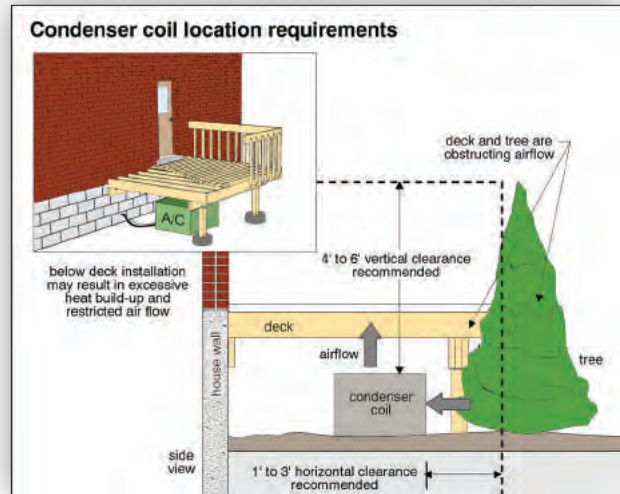 Condenser coil location requirements
A/C
below deck installation
may result in excessive
heat build-up and
restricted air flow
deck and tree are
obstructing airflow
4' to 6' vertical clearance
recommended
deck
airflow
house wall
tree
condenser
coil
side
view
1' to 3' horizontal clearance
recommended